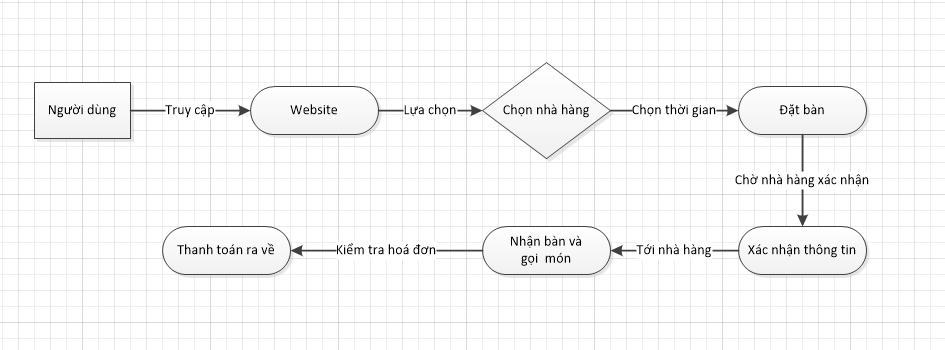 Người dùng
Truy cập
Website
Lựa chọn
Chọn nhà hàng
Chọn thời gian
Đặt bàn
Chờ nhà hàng xác nhận
Xác nhận thông tin
Tới nhà hàng
Nhận bàn và
gọi món
Kiểm tra hoá đơn
Thanh toán ra về